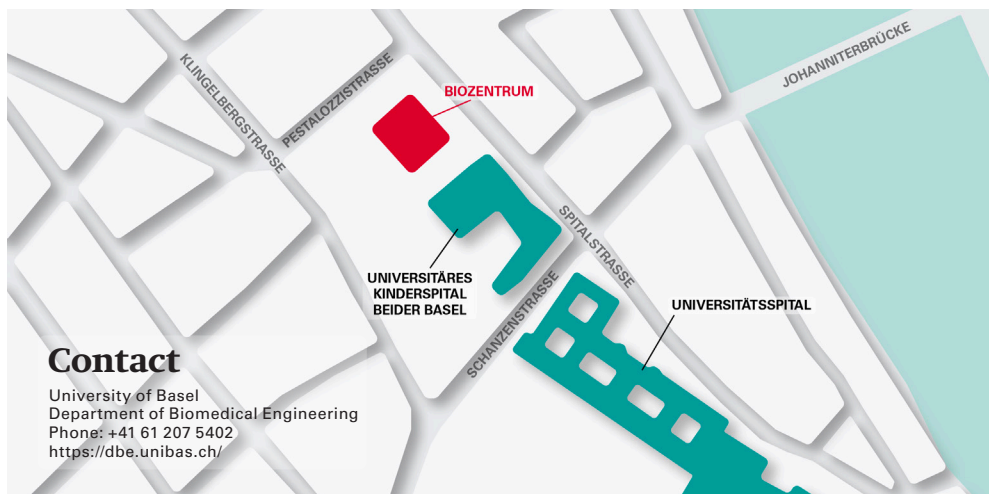 JOHANNITERBRÜCKE
KLINGELBERGSTRASSE
PESTALOZZISTRASSE
BIOZENTRUM
SPITALSTRASSE
UNIVERSITÄRES
KINDERSPITAL
BEIDER BASEL
SCHANZENSTRASSE
UNIVERSITÄTSSPITAL
Contact
University of Basel
Department of Biomedical Engineering
Phone: +41 61 207 5402
https://dbe.unibas.ch/